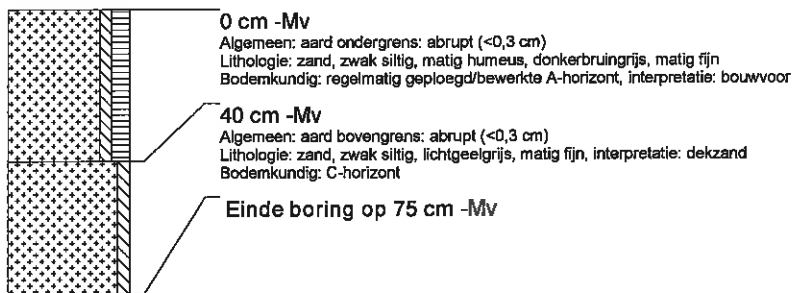 0 cm -Mv
Algemeen: aard ondergrens: abrupt (<0,3 cm)
Lithologie: zand, zwak siltig, matig humeus, donkerbruingrijs, matig fijn
Bodemkundig: regelmatig geploegd/bewerkte A-horizont, interpretatie: bouwvoor
40 cm -Mv
Algemeen: aard bovengrens: abrupt (<0,3 cm)
Lithologie: zand, zwak siltig, lichtgeelgrijs, matig fijn, interpretatie: dekzand
Bodemkundig: C-horizont
Einde boring op 75 cm -Mv